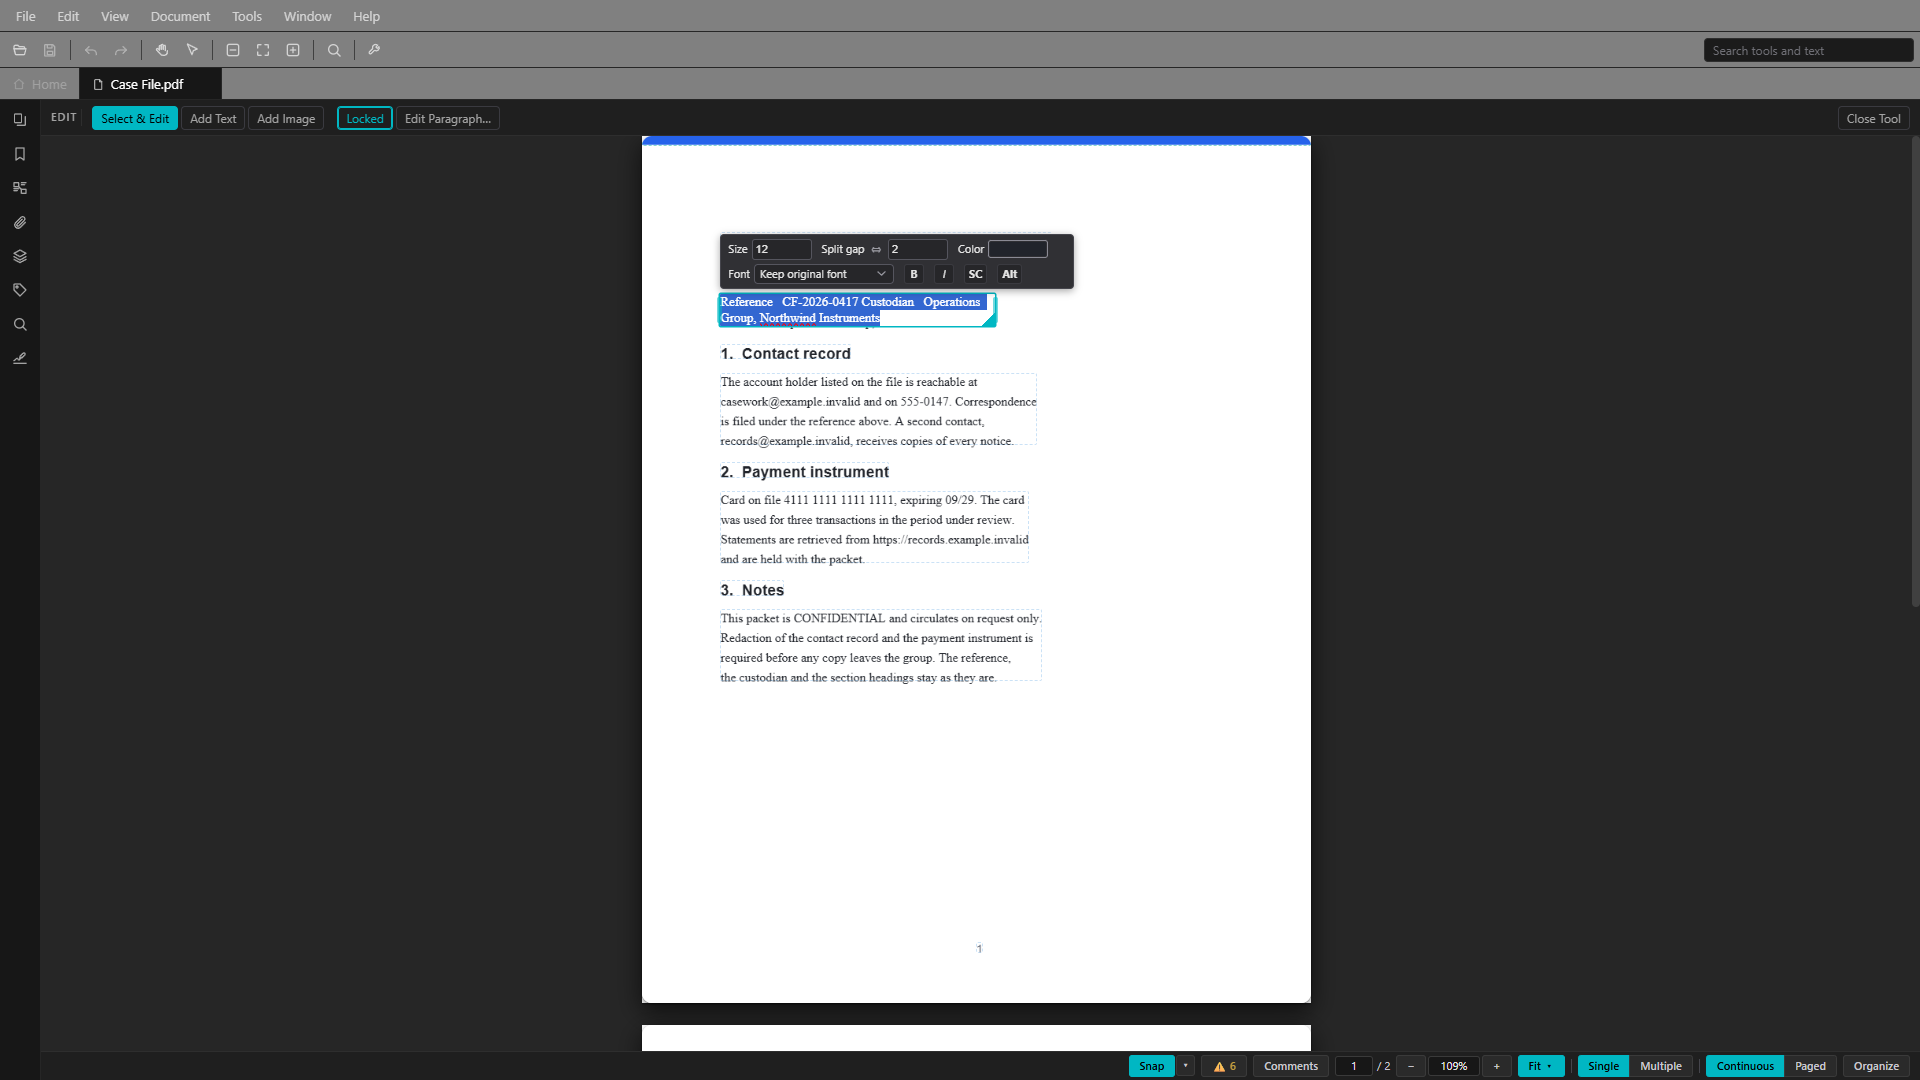 File Edit View Document Tools Window Help
Search tools and text
Home Case File.pdf
EDIT Select & Edit Add Text Add Image Locked Edit Paragraph... Close Tool
Size 12 Split gap ⇔ 2 Color
Font Keep original font B I SC Alt
Reference CF-2026-0417 Custodian Operations
Group, Northwind Instruments
1. Contact record
The account holder listed on the file is reachable at
casework@example.invalid and on 555-0147. Correspondence
is filed under the reference above. A second contact,
records@example.invalid, receives copies of every notice.
2. Payment instrument
Card on file 4111 1111 1111 1111, expiring 09/29. The card
was used for three transactions in the period under review.
Statements are retrieved from https://records.example.invalid
and are held with the packet.
3. Notes
This packet is CONFIDENTIAL and circulates on request only.
Redaction of the contact record and the payment instrument is
required before any copy leaves the group. The reference,
the custodian and the section headings stay as they are.
1
Snap 6 Comments 1 / 2 − 109% + Fit Single Multiple Continuous Paged Organize